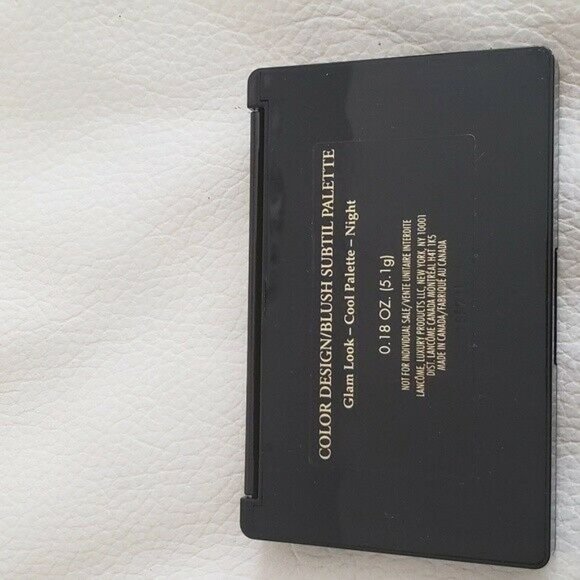 COLOR DESIGN/BLUSH SUBTIL PALETTE
Glam Look – Cool Palette – Night
0.18 OZ. (5.1g)
NOT FOR INDIVIDUAL SALE/VENTE UNITAIRE INTERDITE
LANCÔME, LUXURY PRODUCTS LLC, NEW YORK, NY 10001
DIST. LANCÔME CANADA MONTRÉAL H4T 1K5
MADE IN CANADA/FABRIQUÉ AU CANADA